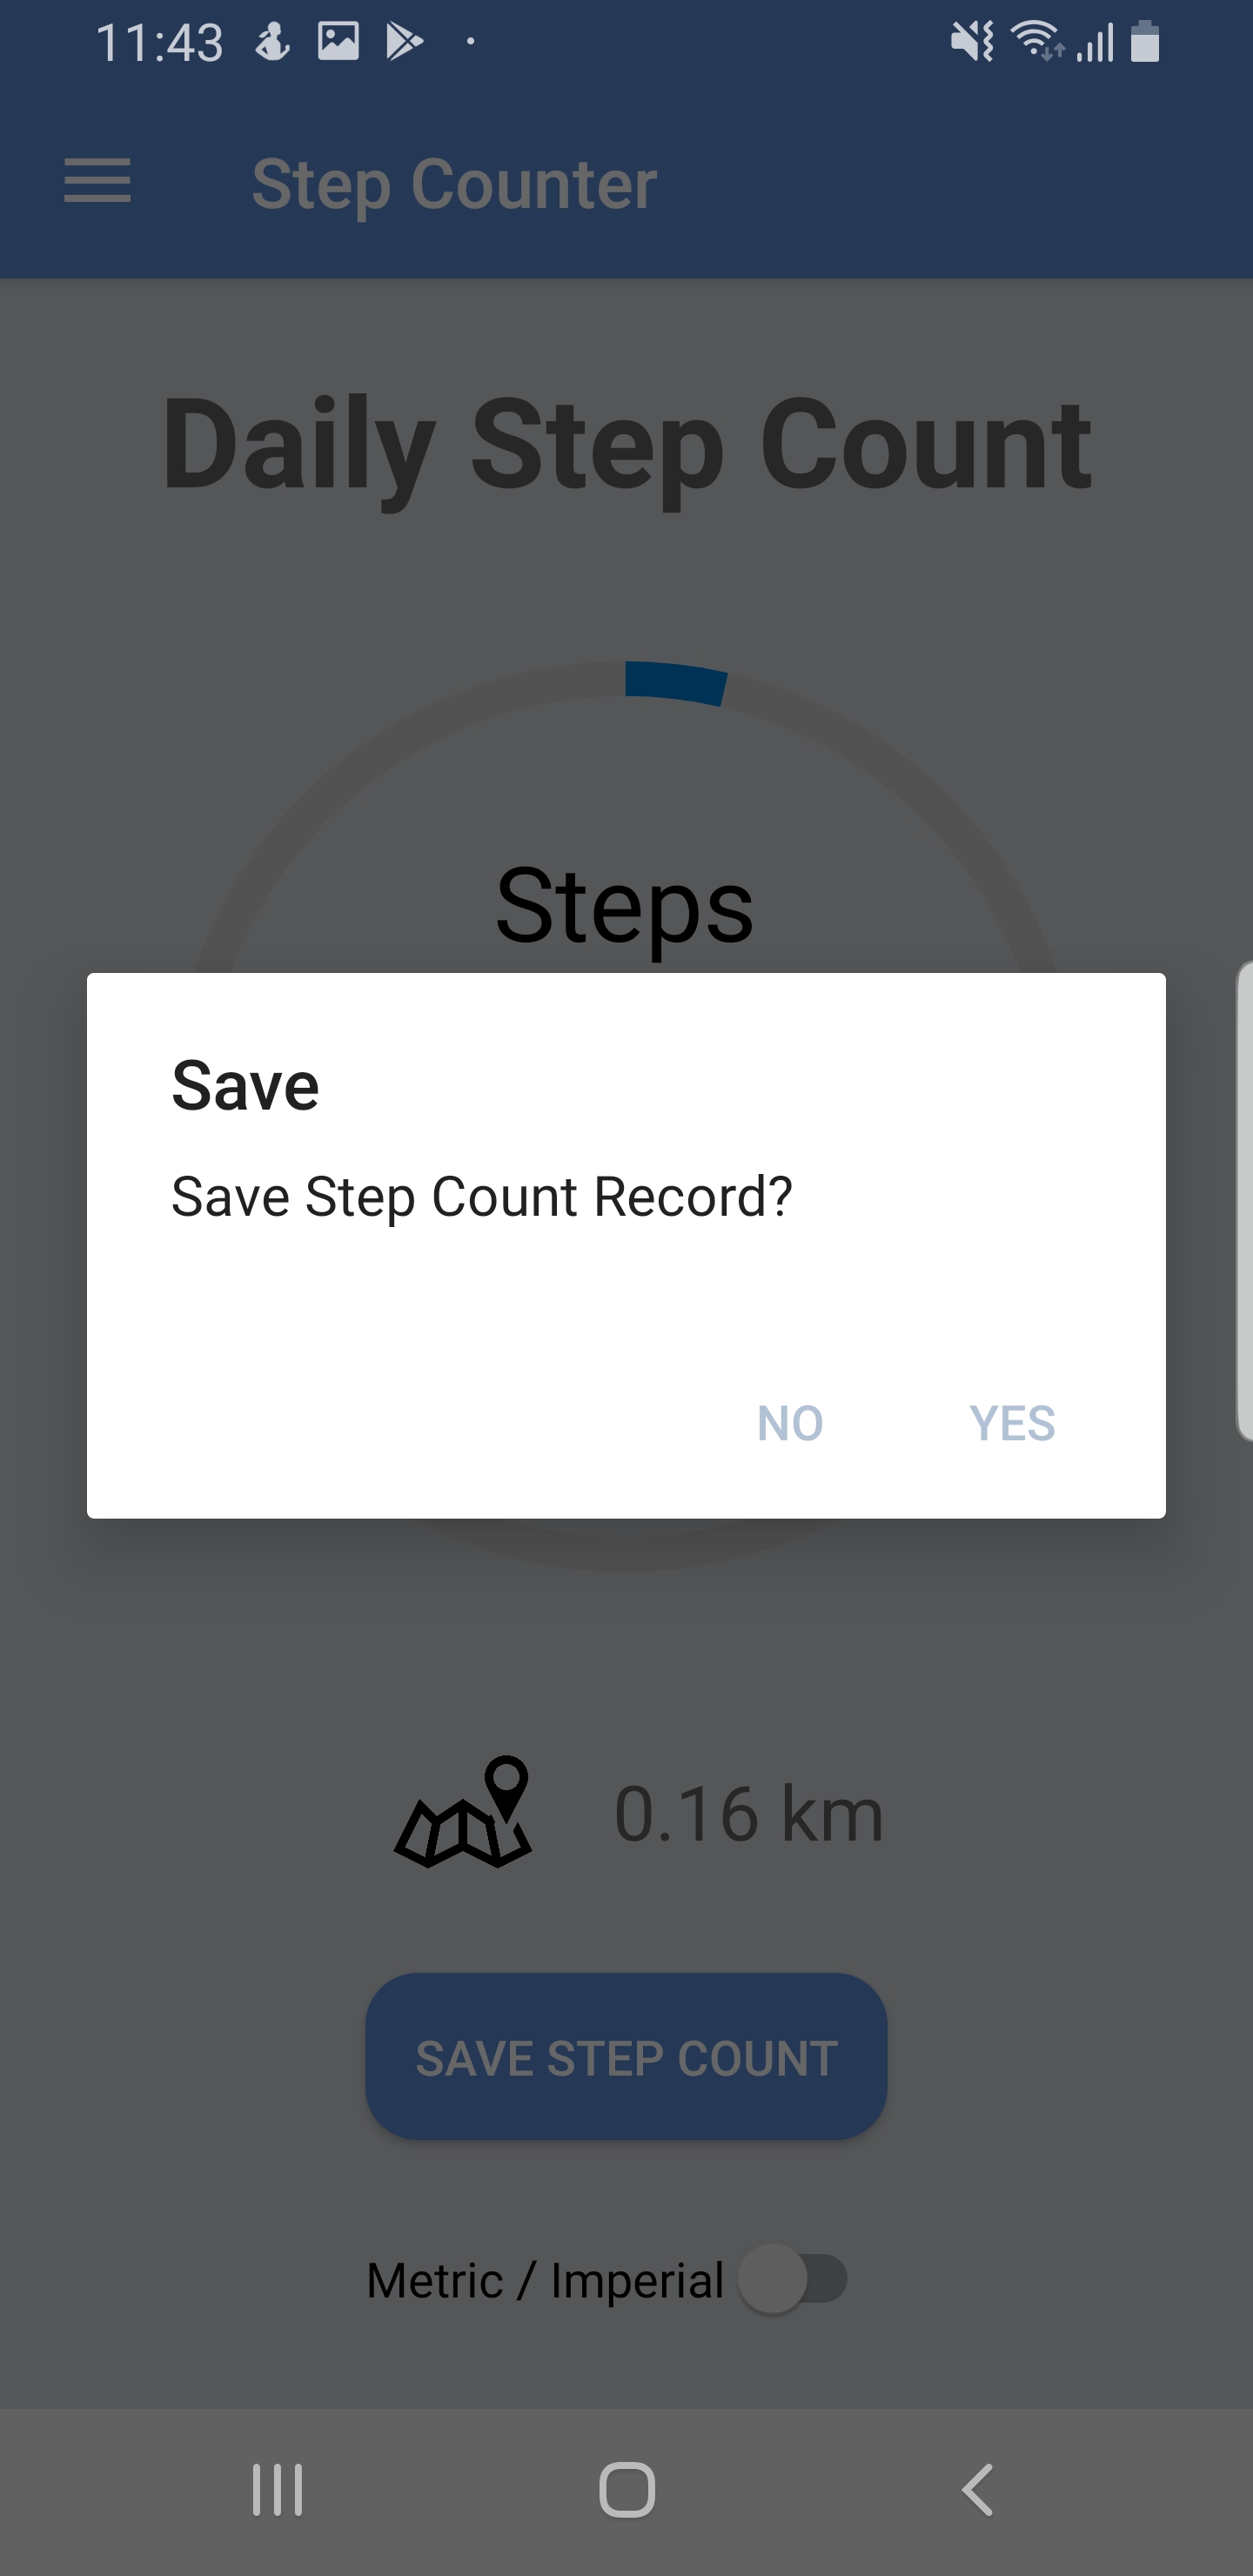 11:43
Step Counter
Daily Step Count
Steps
Save
Save Step Count Record?
NO YES
0.16 km
SAVE STEP COUNT
Metric / Imperial